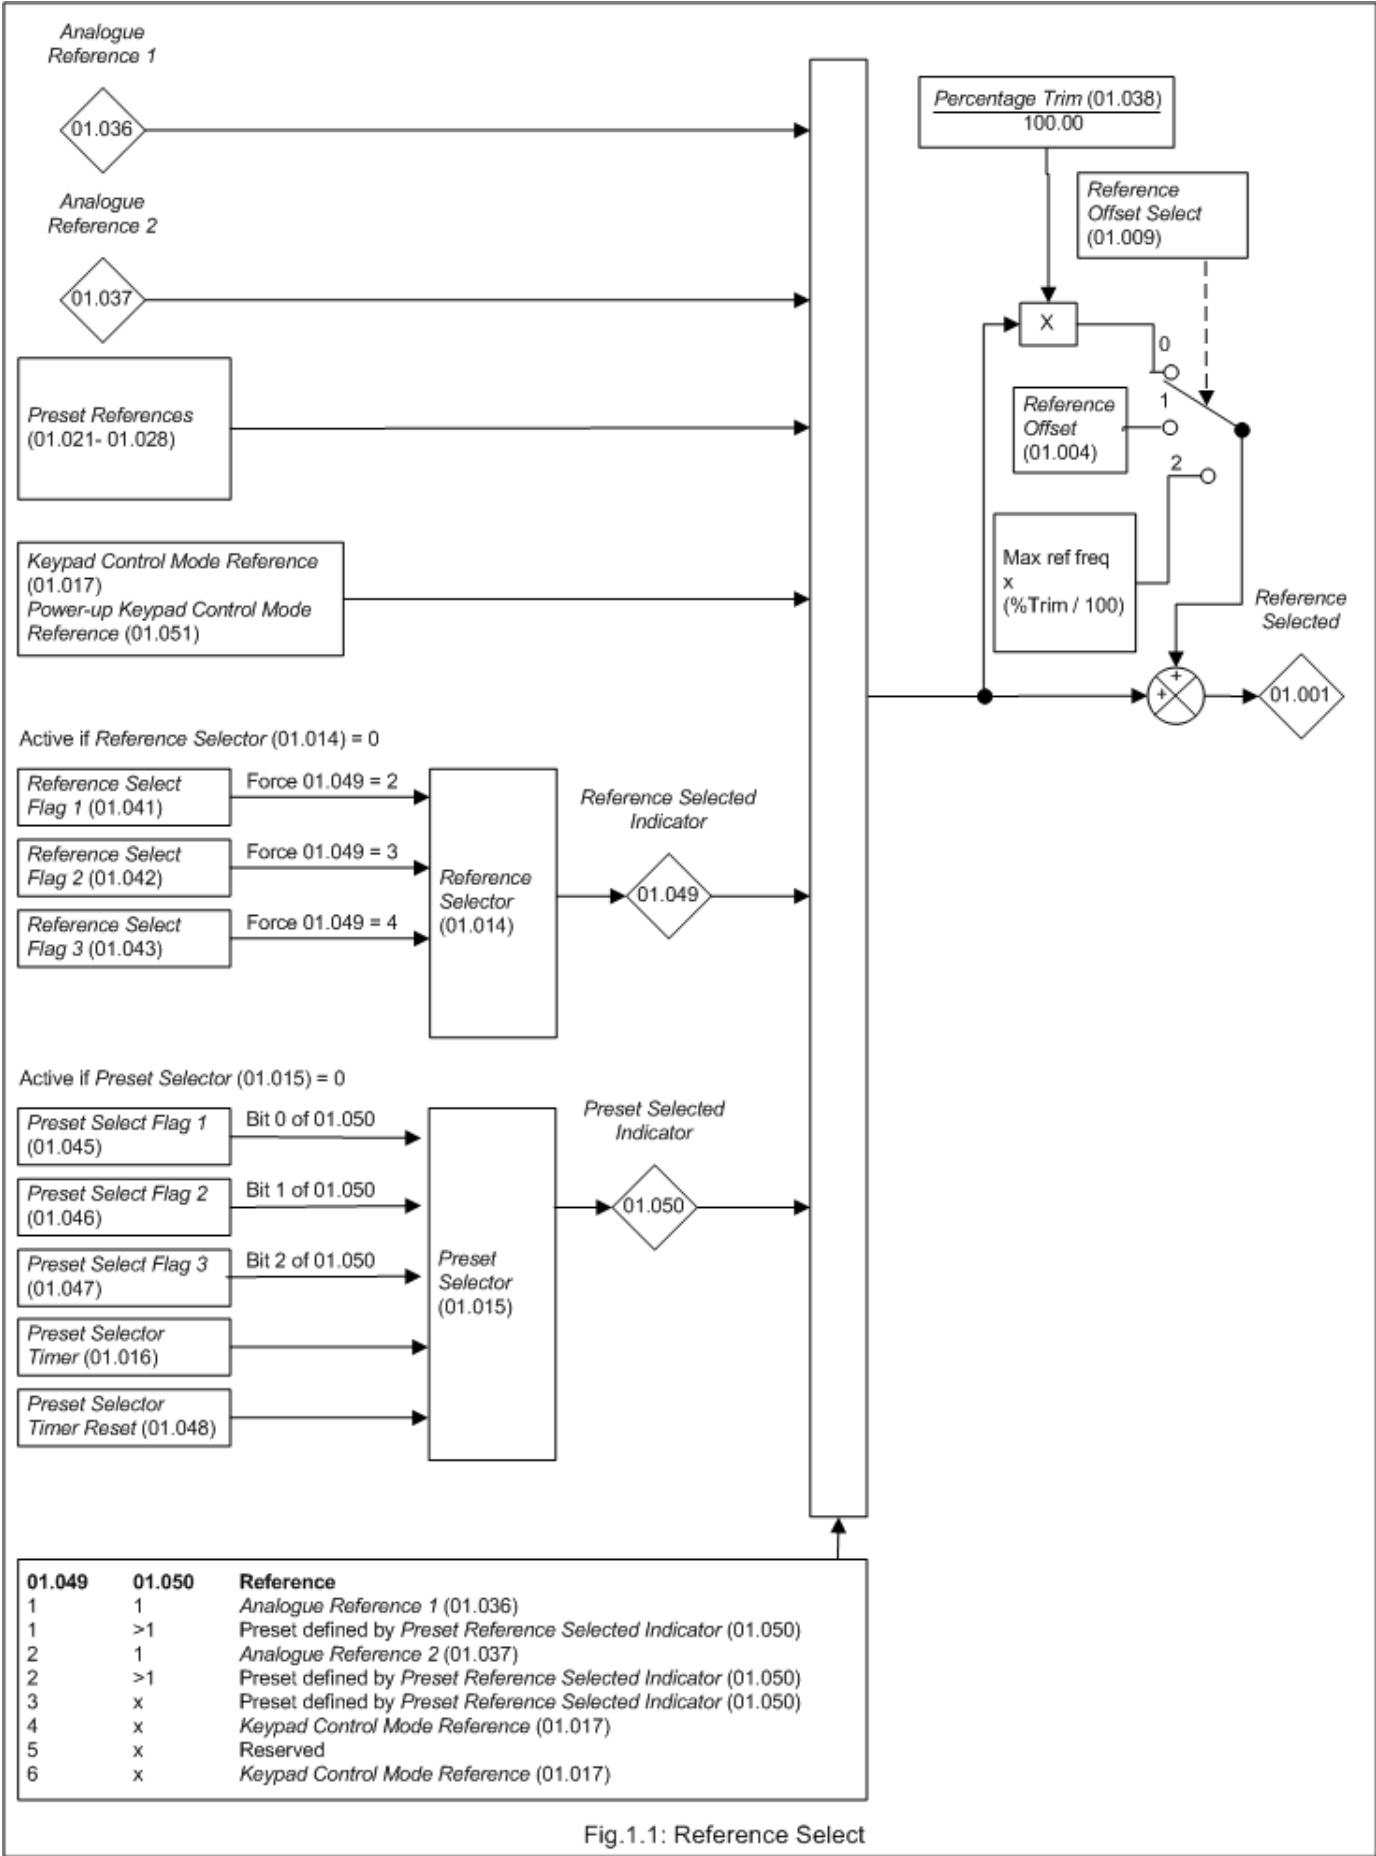 Analogue
Reference 1
01.036
Analogue
Reference 2
01.037
Preset References
(01.021- 01.028)
Keypad Control Mode Reference
(01.017)
Power-up Keypad Control Mode
Reference (01.051)
Active if Reference Selector (01.014) = 0
Reference Select
Flag 1 (01.041)
Force 01.049 = 2
Reference Select
Flag 2 (01.042)
Force 01.049 = 3
Reference Select
Flag 3 (01.043)
Force 01.049 = 4
Reference
Selector
(01.014)
Reference Selected
Indicator
01.049
Active if Preset Selector (01.015) = 0
Preset Select Flag 1
(01.045)
Bit 0 of 01.050
Preset Select Flag 2
(01.046)
Bit 1 of 01.050
Preset Select Flag 3
(01.047)
Bit 2 of 01.050
Preset Selector
Timer (01.016)
Preset Selector
Timer Reset (01.048)
Preset
Selector
(01.015)
Preset Selected
Indicator
01.050
Percentage Trim (01.038)
100.00
Reference
Offset Select
(01.009)
X
0
1
2
Reference
Offset
(01.004)
Max ref freq
x
(%Trim / 100)
+
+
Reference
Selected
01.001
01.049 01.050 Reference
1 1 Analogue Reference 1 (01.036)
1 >1 Preset defined by Preset Reference Selected Indicator (01.050)
2 1 Analogue Reference 2 (01.037)
2 >1 Preset defined by Preset Reference Selected Indicator (01.050)
3 x Preset defined by Preset Reference Selected Indicator (01.050)
4 x Keypad Control Mode Reference (01.017)
5 x Reserved
6 x Keypad Control Mode Reference (01.017)
Fig.1.1: Reference Select